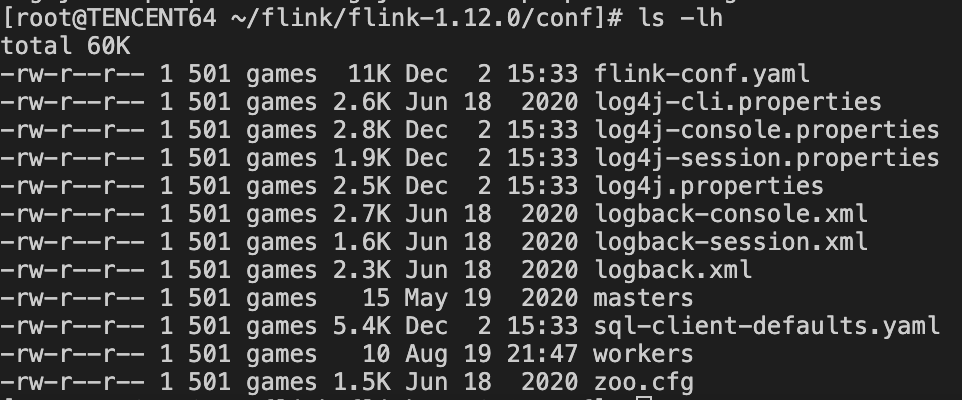 [root@TENCENT64 ~/flink/flink-1.12.0/conf]# ls -lh
total 60K
-rw-r--r-- 1 501 games  11K Dec  2 15:33 flink-conf.yaml
-rw-r--r-- 1 501 games 2.6K Jun 18  2020 log4j-cli.properties
-rw-r--r-- 1 501 games 2.8K Dec  2 15:33 log4j-console.properties
-rw-r--r-- 1 501 games 1.9K Dec  2 15:33 log4j-session.properties
-rw-r--r-- 1 501 games 2.5K Dec  2 15:33 log4j.properties
-rw-r--r-- 1 501 games 2.7K Jun 18  2020 logback-console.xml
-rw-r--r-- 1 501 games 1.6K Jun 18  2020 logback-session.xml
-rw-r--r-- 1 501 games 2.3K Jun 18  2020 logback.xml
-rw-r--r-- 1 501 games   15 May 19  2020 masters
-rw-r--r-- 1 501 games 5.4K Dec  2 15:33 sql-client-defaults.yaml
-rw-r--r-- 1 501 games   10 Aug 19 21:47 workers
-rw-r--r-- 1 501 games 1.5K Jun 18  2020 zoo.cfg